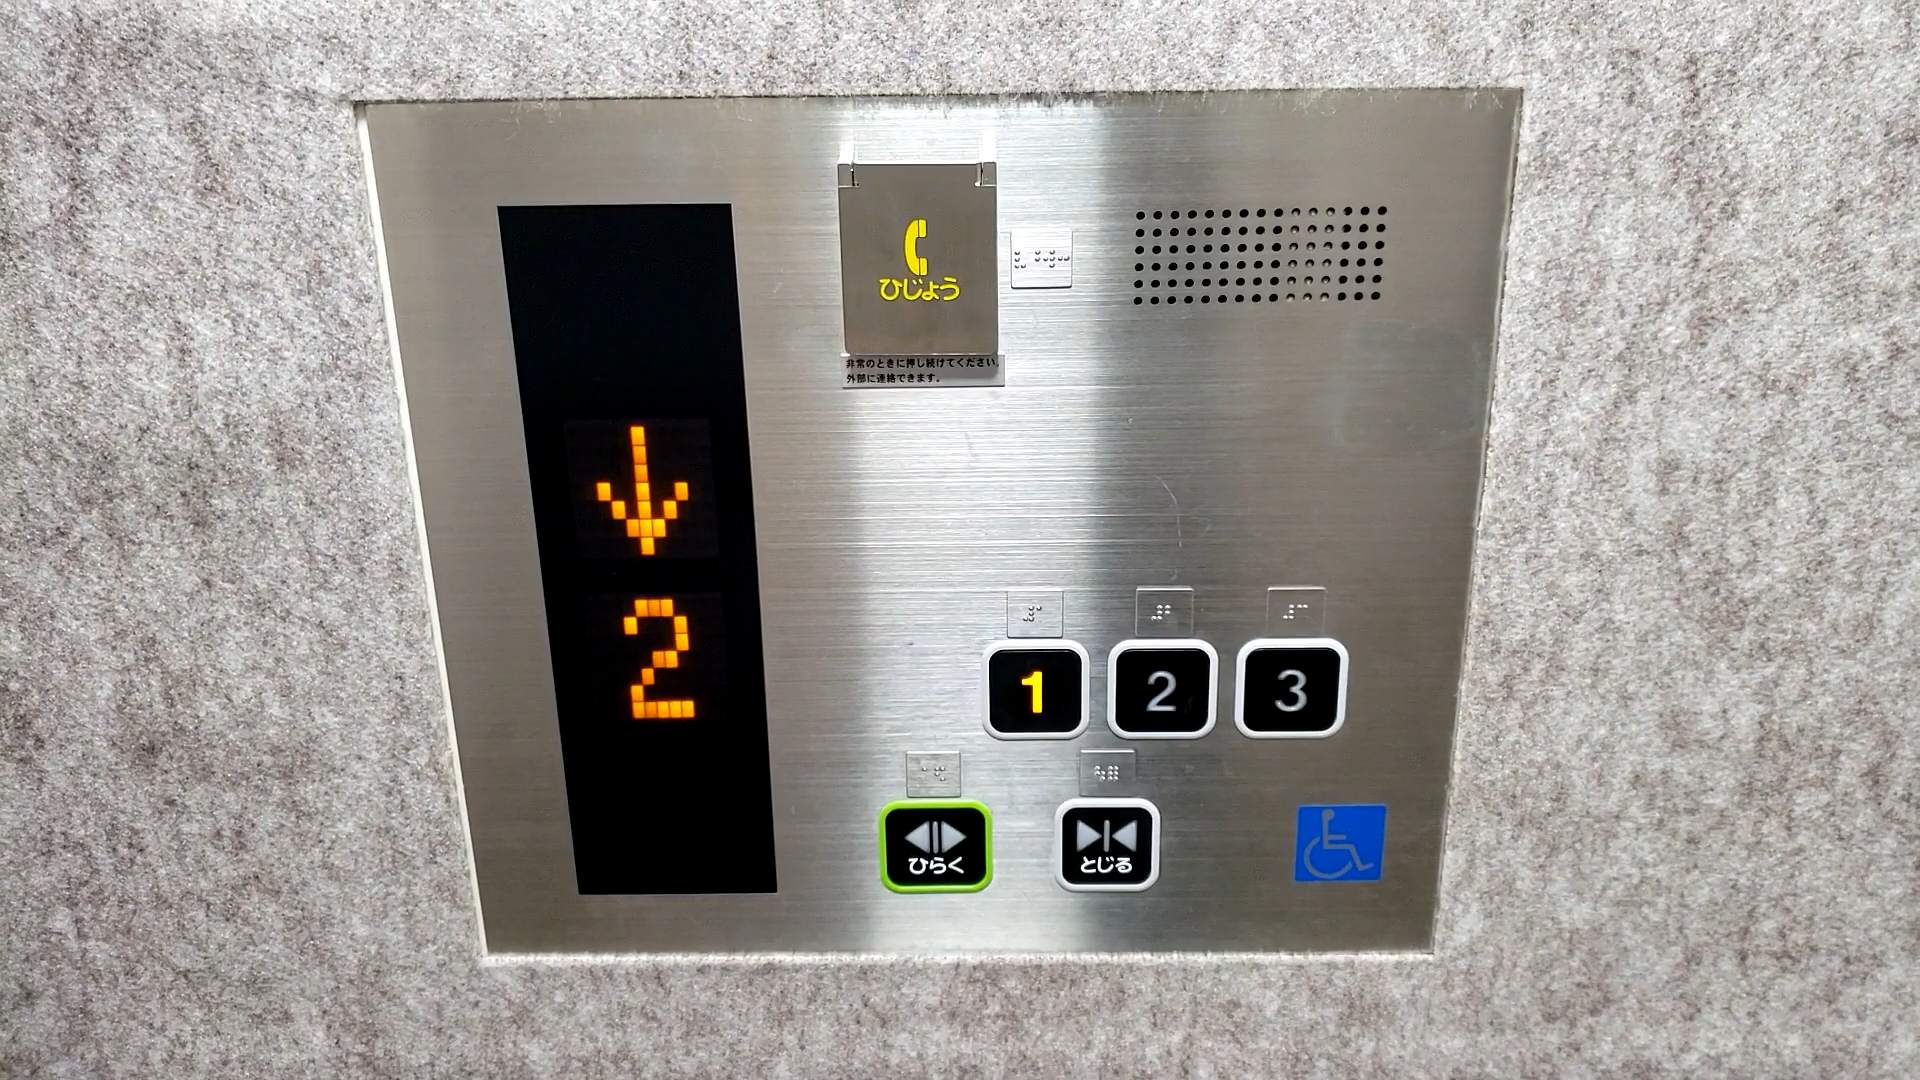 ひじょう
非常のときに押し続けてください。
外部に連絡できます。
2
1 2 3
ひらく とじる